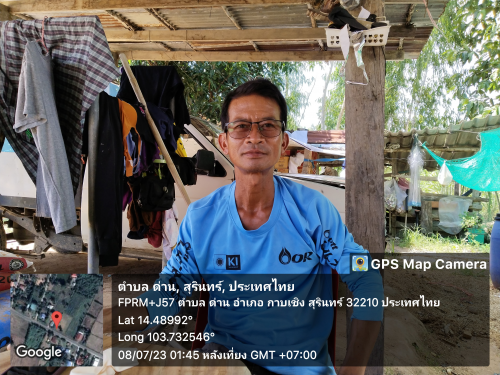 KI
OR
GPS Map Camera
ตำบล ด่าน, สุรินทร์, ประเทศไทย
FPRM+J57 ตำบล ด่าน อำเภอ กาบเชิง สุรินทร์ 32210 ประเทศไทย
Lat 14.48992°
Long 103.732546°
08/07/23 01:45 หลังเที่ยง GMT +07:00
Google